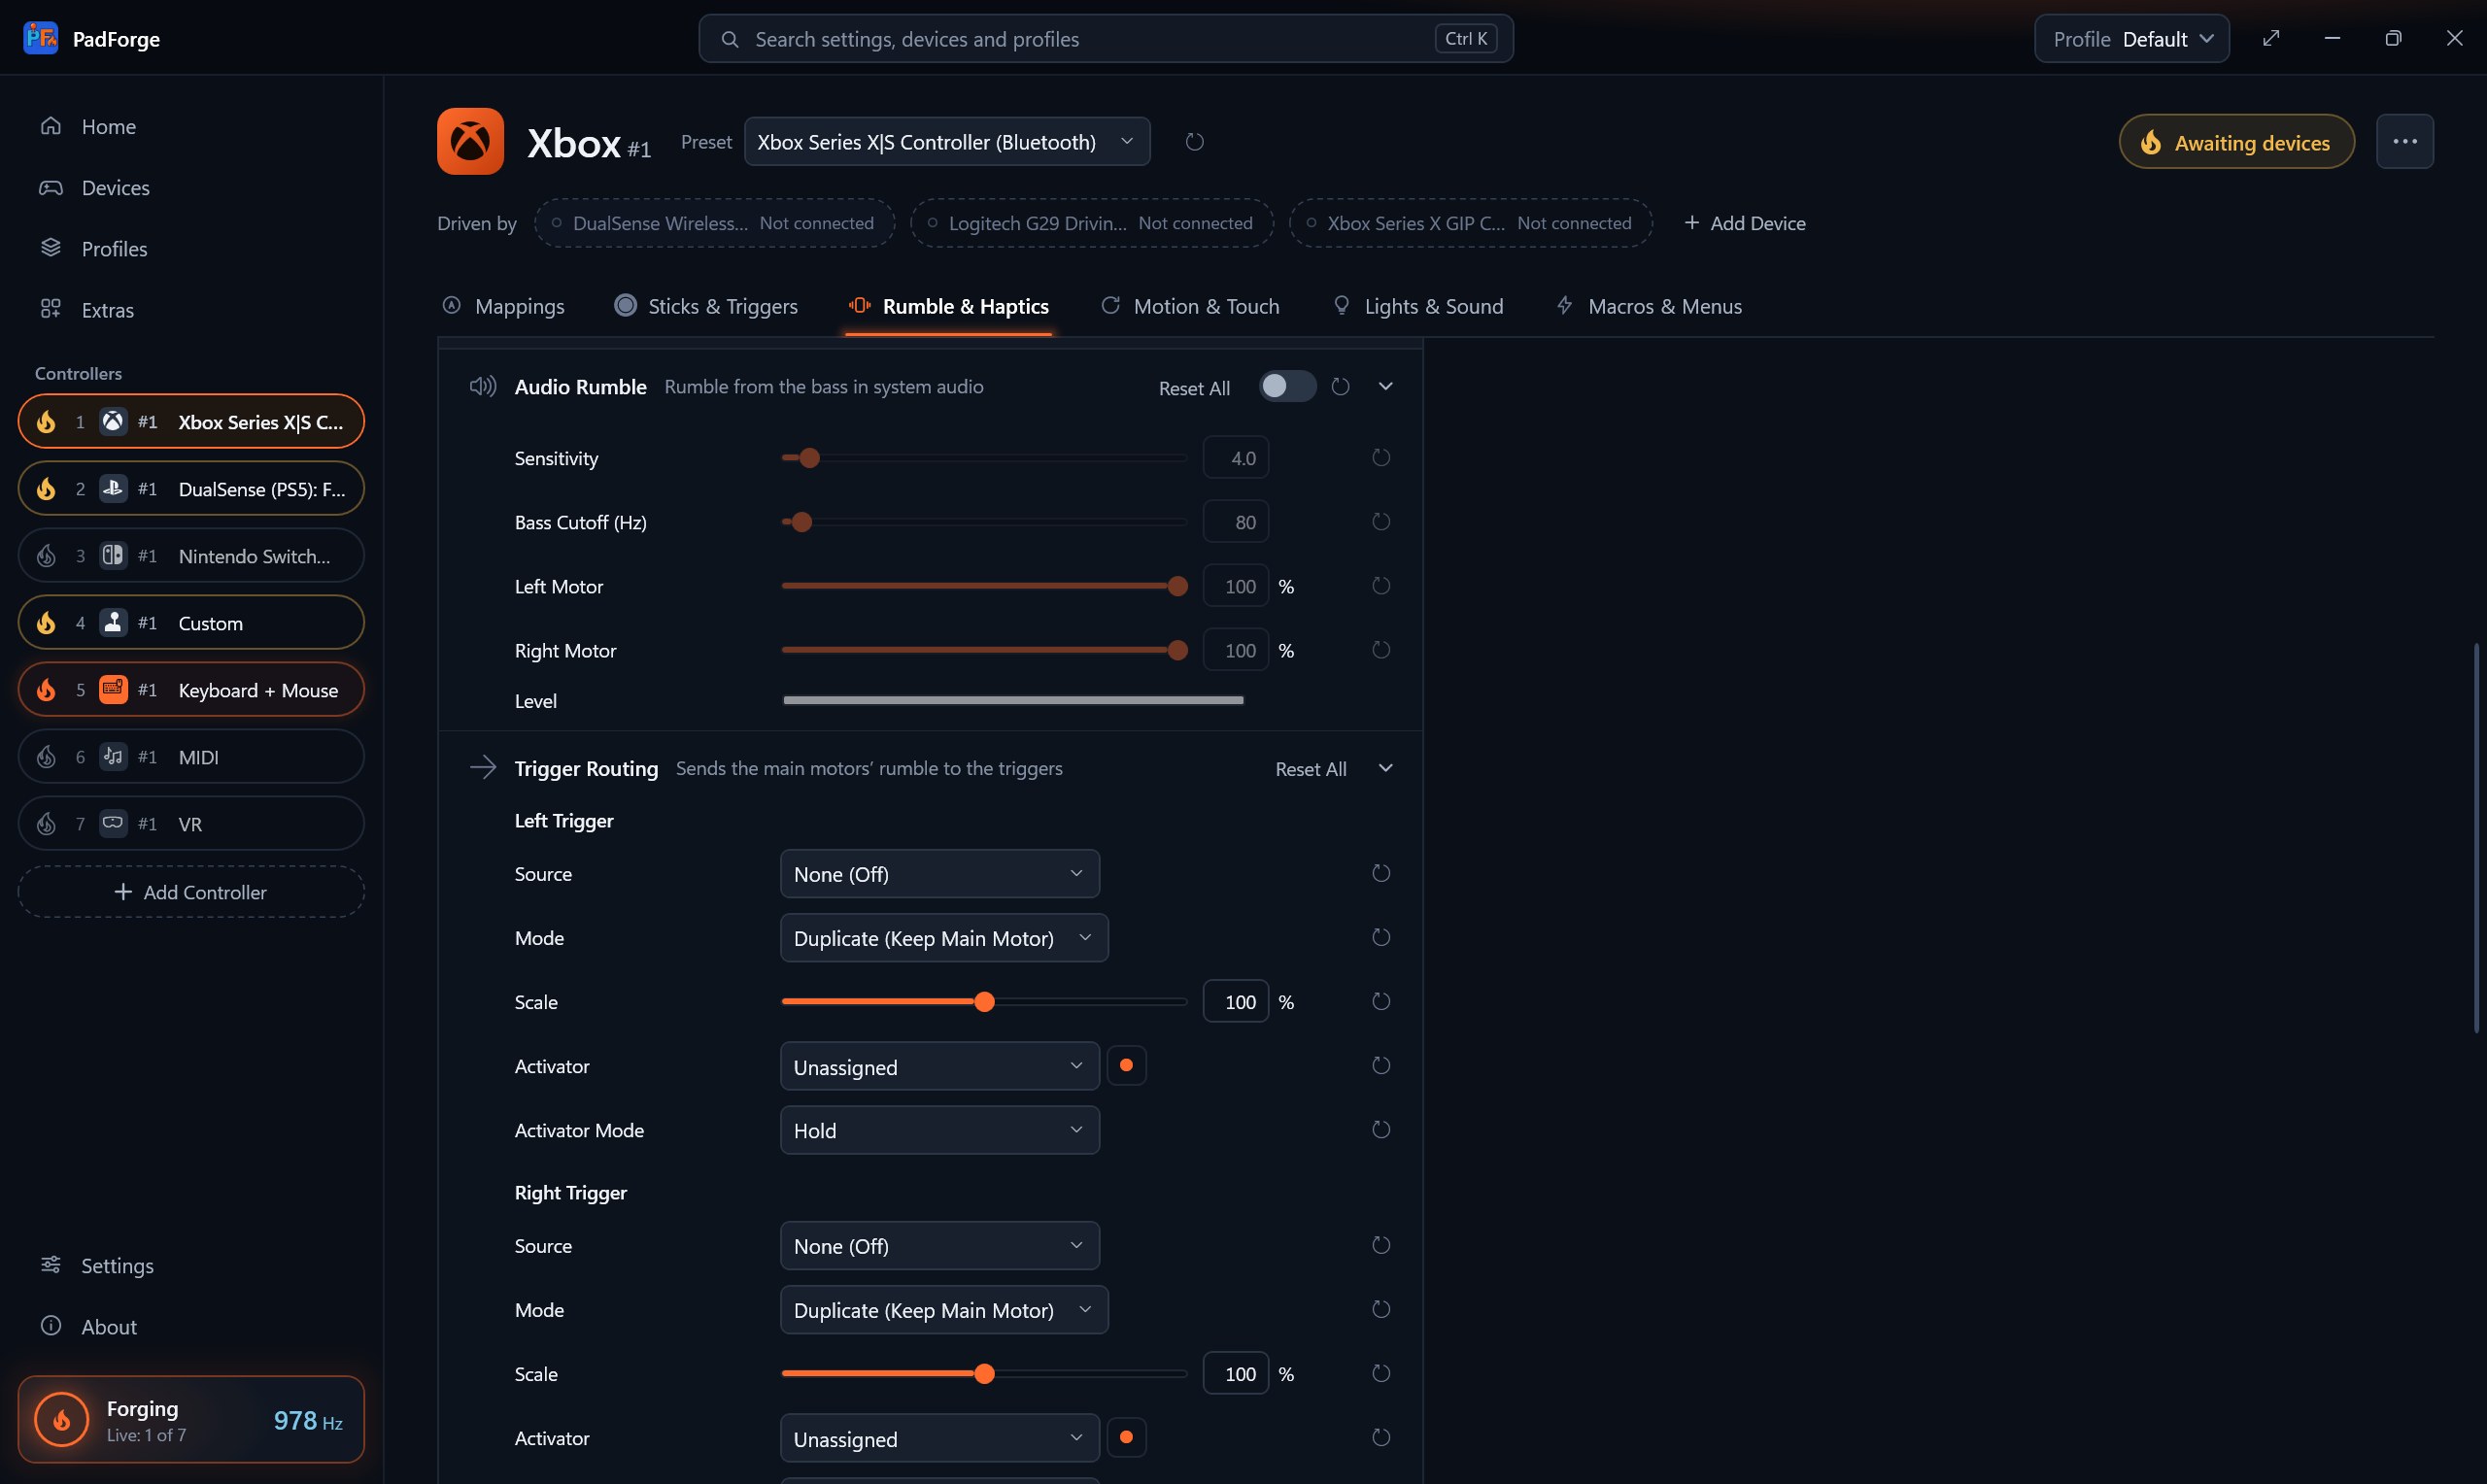 PadForge
Search settings, devices and profiles
Ctrl K
Profile Default
Home
Devices
Profiles
Extras
Controllers
1 #1 Xbox Series X|S C...
2 #1 DualSense (PS5): F...
3 #1 Nintendo Switch...
4 #1 Custom
5 #1 Keyboard + Mouse
6 #1 MIDI
7 #1 VR
+ Add Controller
Settings
About
Forging
Live: 1 of 7
978 Hz
Xbox #1
Preset
Xbox Series X|S Controller (Bluetooth)
Awaiting devices
Driven by
DualSense Wireless... Not connected
Logitech G29 Drivin... Not connected
Xbox Series X GIP C... Not connected
+ Add Device
Mappings
Sticks & Triggers
Rumble & Haptics
Motion & Touch
Lights & Sound
Macros & Menus
Audio Rumble Rumble from the bass in system audio Reset All
Sensitivity 4.0
Bass Cutoff (Hz) 80
Left Motor 100 %
Right Motor 100 %
Level
Trigger Routing Sends the main motors’ rumble to the triggers Reset All
Left Trigger
Source None (Off)
Mode Duplicate (Keep Main Motor)
Scale 100 %
Activator Unassigned
Activator Mode Hold
Right Trigger
Source None (Off)
Mode Duplicate (Keep Main Motor)
Scale 100 %
Activator Unassigned